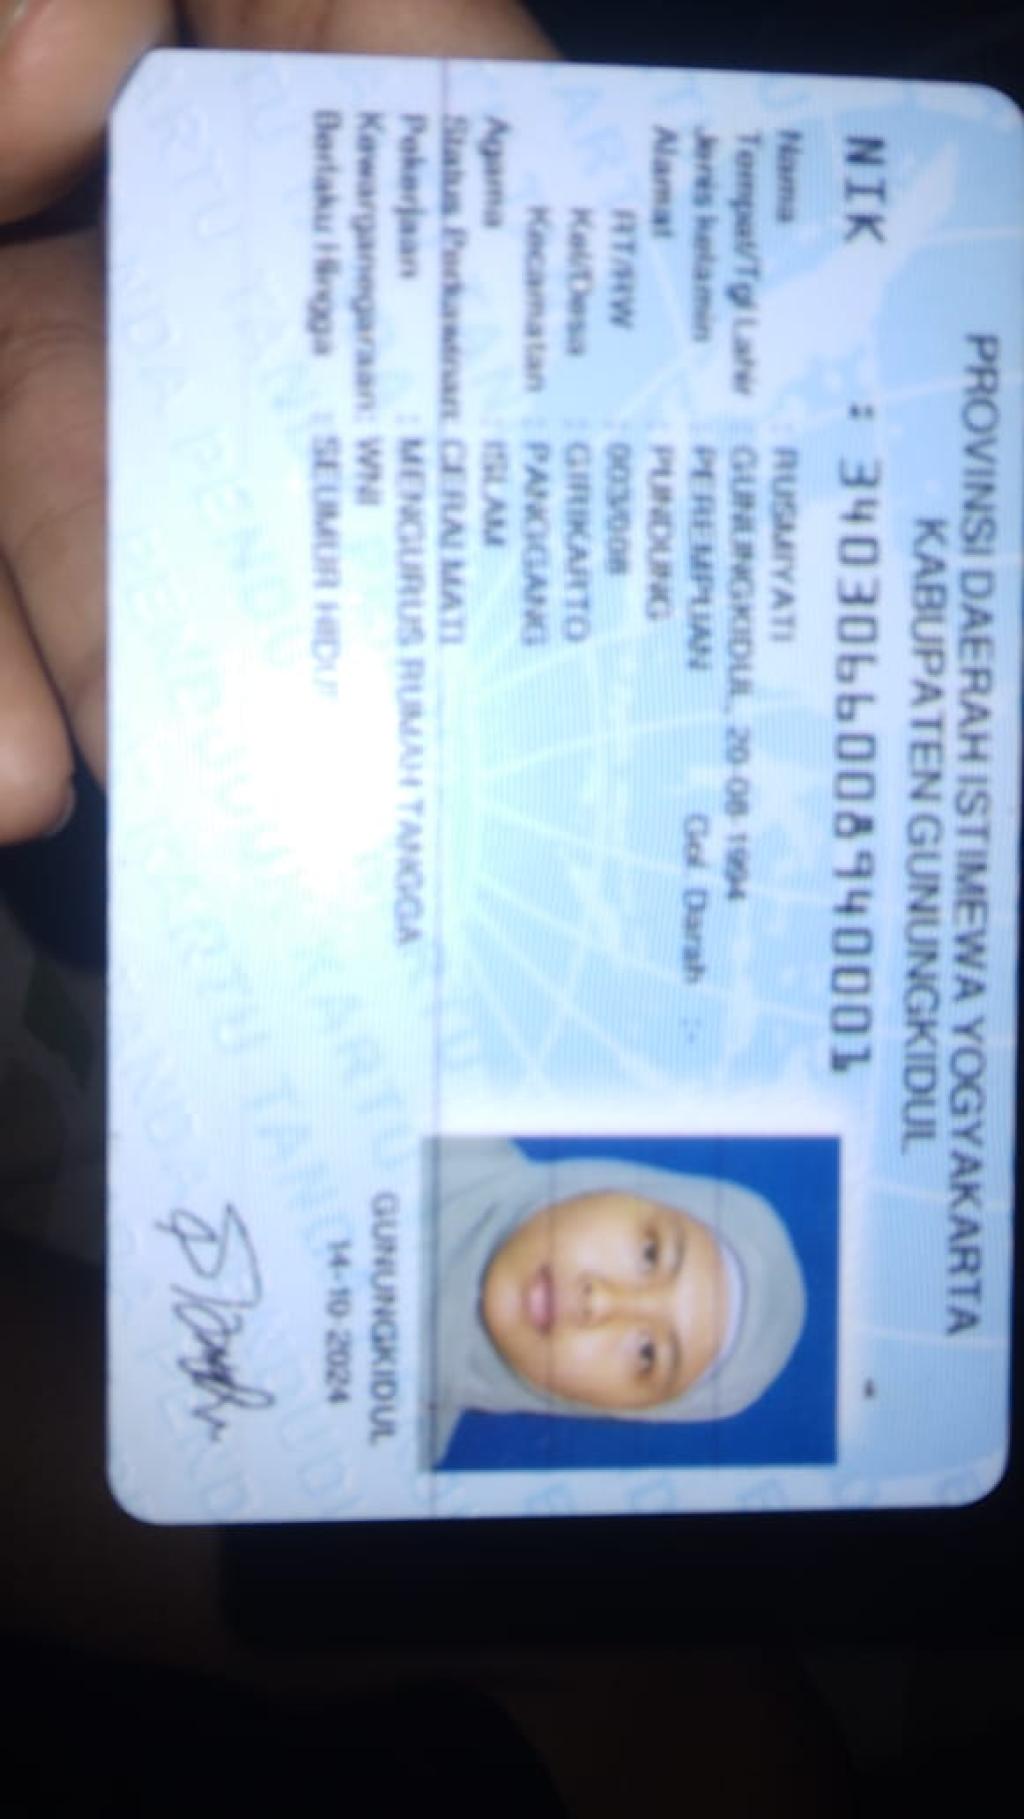 PROVINSI DAERAH ISTIMEWA YOGYAKARTA
KABUPATEN GUNUNGKIDUL
NIK : 3403066008940001
Nama : RUSMIYATI
Tempat/Tgl Lahir : GUNUNGKIDUL, 20-08-1994
Jenis kelamin : PEREMPUAN Gol. Darah :-
Alamat : PUNDUNG
RT/RW : 003/008
Kel/Desa : GIRIKARTO
Kecamatan : PANGGANG
Agama : ISLAM
Status Perkawinan: CERAI MATI
Pekerjaan : MENGURUS RUMAH TANGGA
Kewarganegaraan: WNI
Berlaku Hingga : SEUMUR HIDUP
GUNUNGKIDUL
14-10-2024